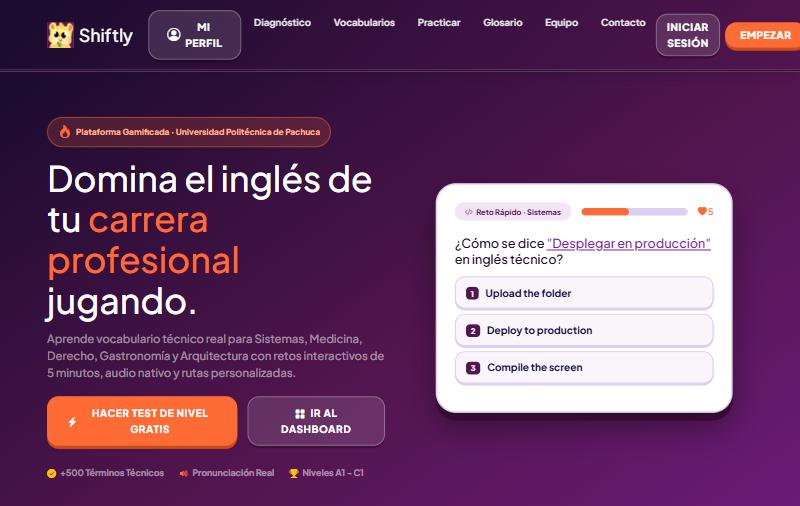 Shiftly
MI
PERFIL
Diagnóstico
Vocabularios
Practicar
Glosario
Equipo
Contacto
INICIAR
SESIÓN
EMPEZAR
Plataforma Gamificada · Universidad Politécnica de Pachuca
Domina el inglés de
tu carrera
profesional
jugando.
Aprende vocabulario técnico real para Sistemas, Medicina,
Derecho, Gastronomía y Arquitectura con retos interactivos de
5 minutos, audio nativo y rutas personalizadas.
HACER TEST DE NIVEL
GRATIS
IR AL
DASHBOARD
+500 Términos Técnicos
Pronunciación Real
Niveles A1 – C1
Reto Rápido · Sistemas
5
¿Cómo se dice "Desplegar en producción"
en inglés técnico?
1 Upload the folder
2 Deploy to production
3 Compile the screen